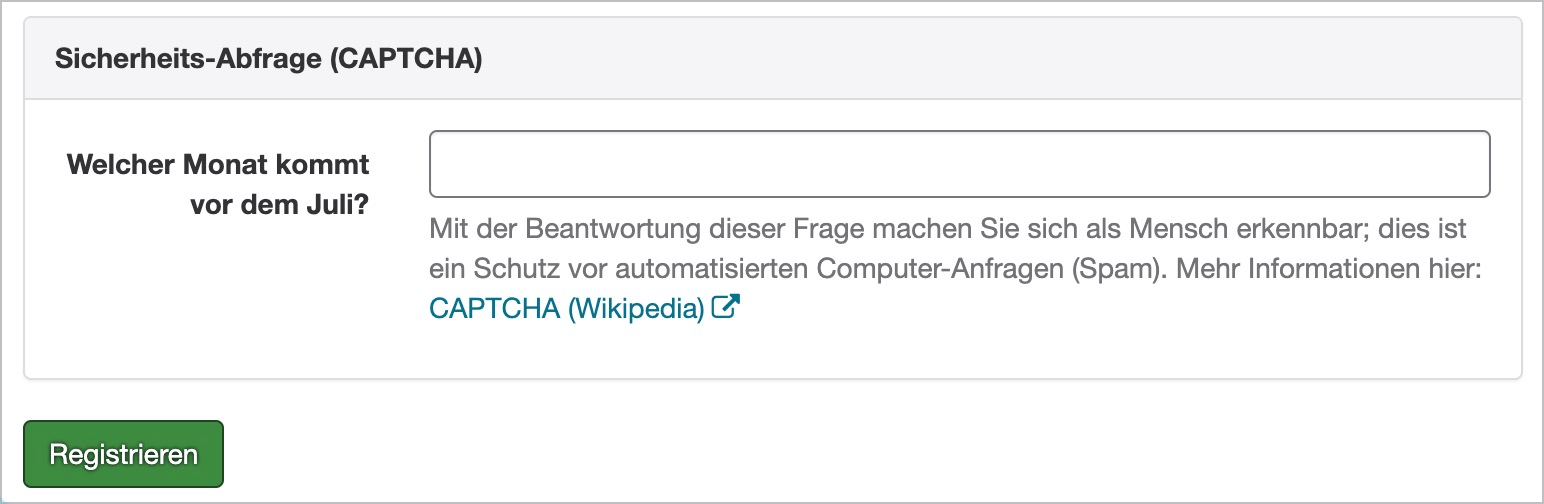 Sicherheits-Abfrage (CAPTCHA)
Welcher Monat kommt
vor dem Juli?
Mit der Beantwortung dieser Frage machen Sie sich als Mensch erkennbar; dies ist
ein Schutz vor automatisierten Computer-Anfragen (Spam). Mehr Informationen hier:
CAPTCHA (Wikipedia)
Registrieren